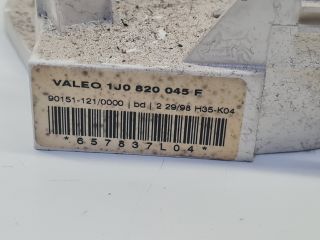 VALEO 1J0 820 045 F
90151-121/0000 | bd | 2 29/98 H35-K04
*657837L04*